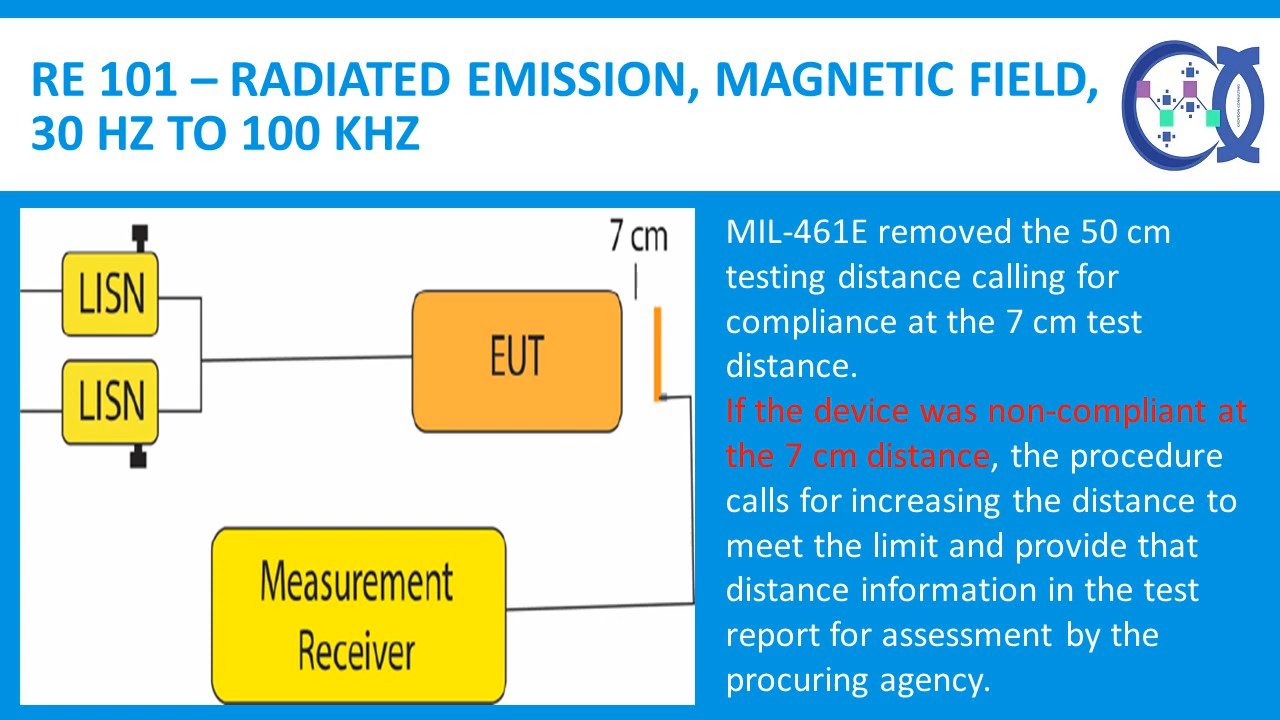 RE 101 – RADIATED EMISSION, MAGNETIC FIELD,
30 HZ TO 100 KHZ
7 cm
LISN
EUT
LISN
Measurement
Receiver
MIL-461E removed the 50 cm
testing distance calling for
compliance at the 7 cm test
distance.
If the device was non-compliant at
the 7 cm distance, the procedure
calls for increasing the distance to
meet the limit and provide that
distance information in the test
report for assessment by the
procuring agency.